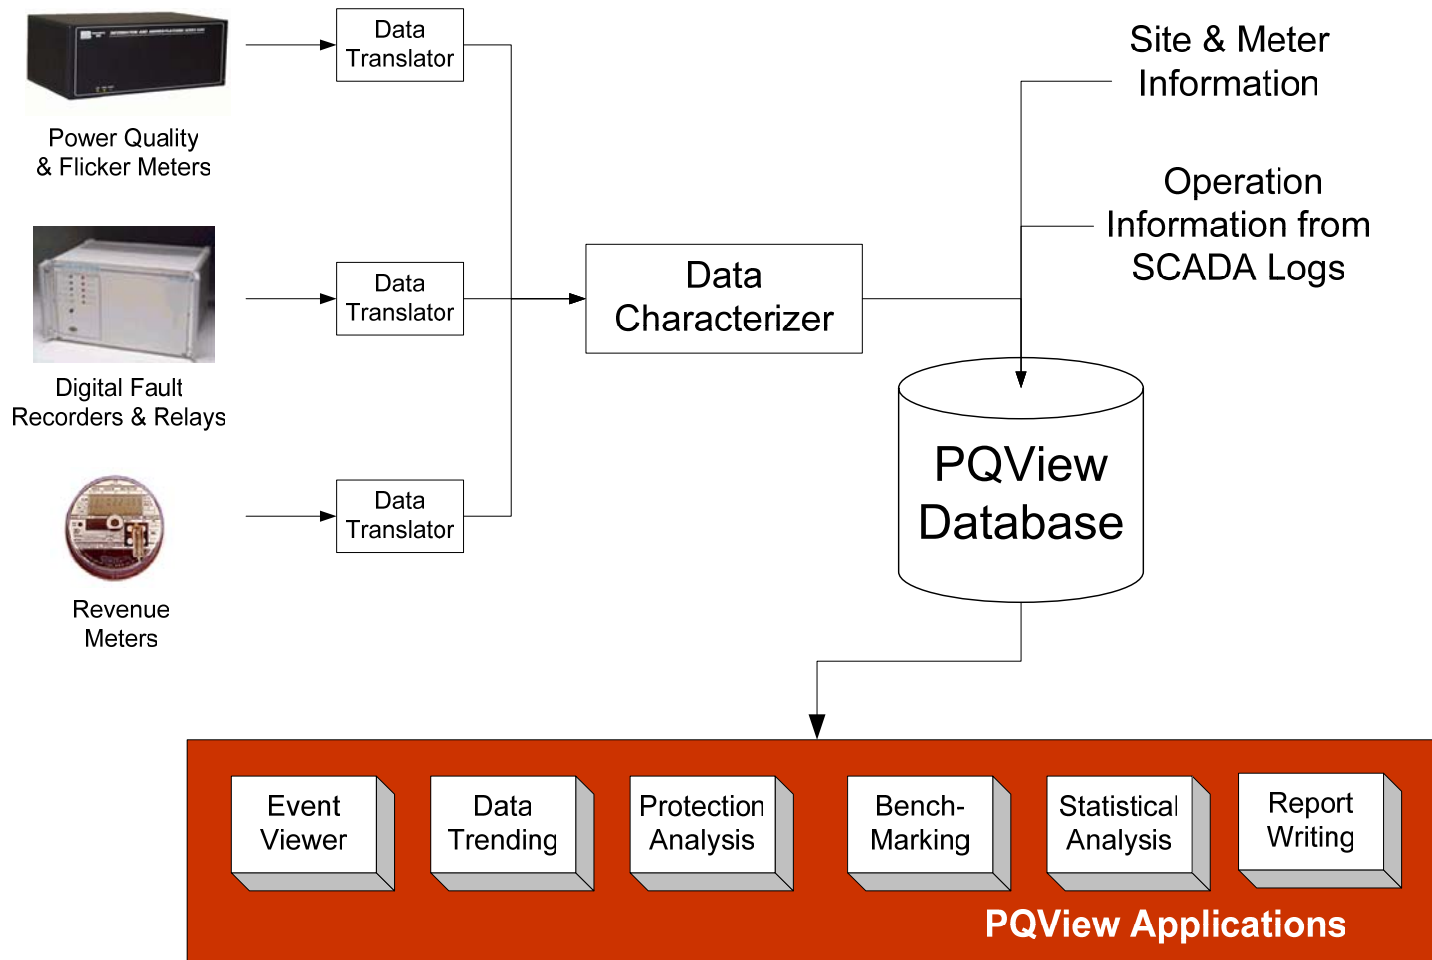 Data
Translator
Power Quality
& Flicker Meters
Site & Meter
Information
Operation
Information from
SCADA Logs
Data
Translator
Data
Characterizer
Digital Fault
Recorders & Relays
PQView
Database
Data
Translator
Revenue
Meters
Event
Viewer
Data
Trending
Protection
Analysis
Bench-
Marking
Statistical
Analysis
Report
Writing
PQView Applications